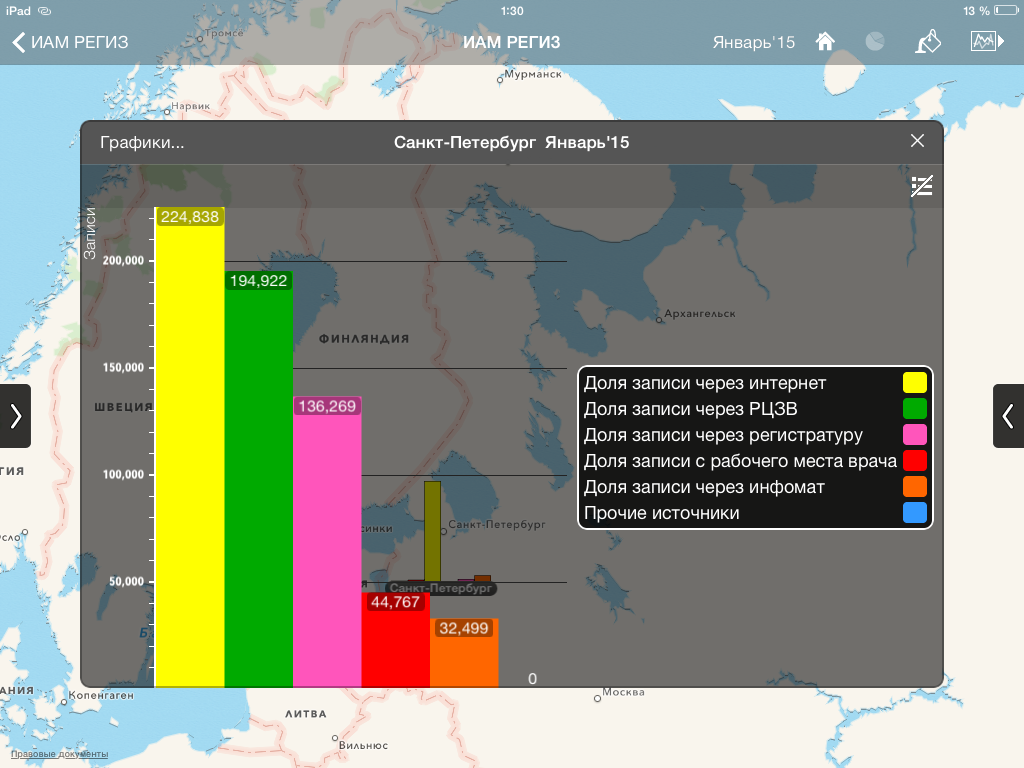 iPad 1:30 13 %
ИАМ РЕГИЗ ИАМ РЕГИЗ Январь'15
Тромсе
Мурманск
Нарвик
Графики... Санкт-Петербург Январь'15
Записи
224,838
200,000
194,922
Архангельск
ФИНЛЯНДИЯ
150,000
ШВЕЦИЯ
136,269
Доля записи через интернет
Доля записи через РЦЗВ
Доля записи через регистратуру
Доля записи с рабочего места врача
Доля записи через инфомат
Прочие источники
100,000
Санкт-Петербург
50,000
Санкт-Петербург
44,767
32,499
0
Копенгаген
Москва
ЛИТВА
Вильнюс
Правовые документы